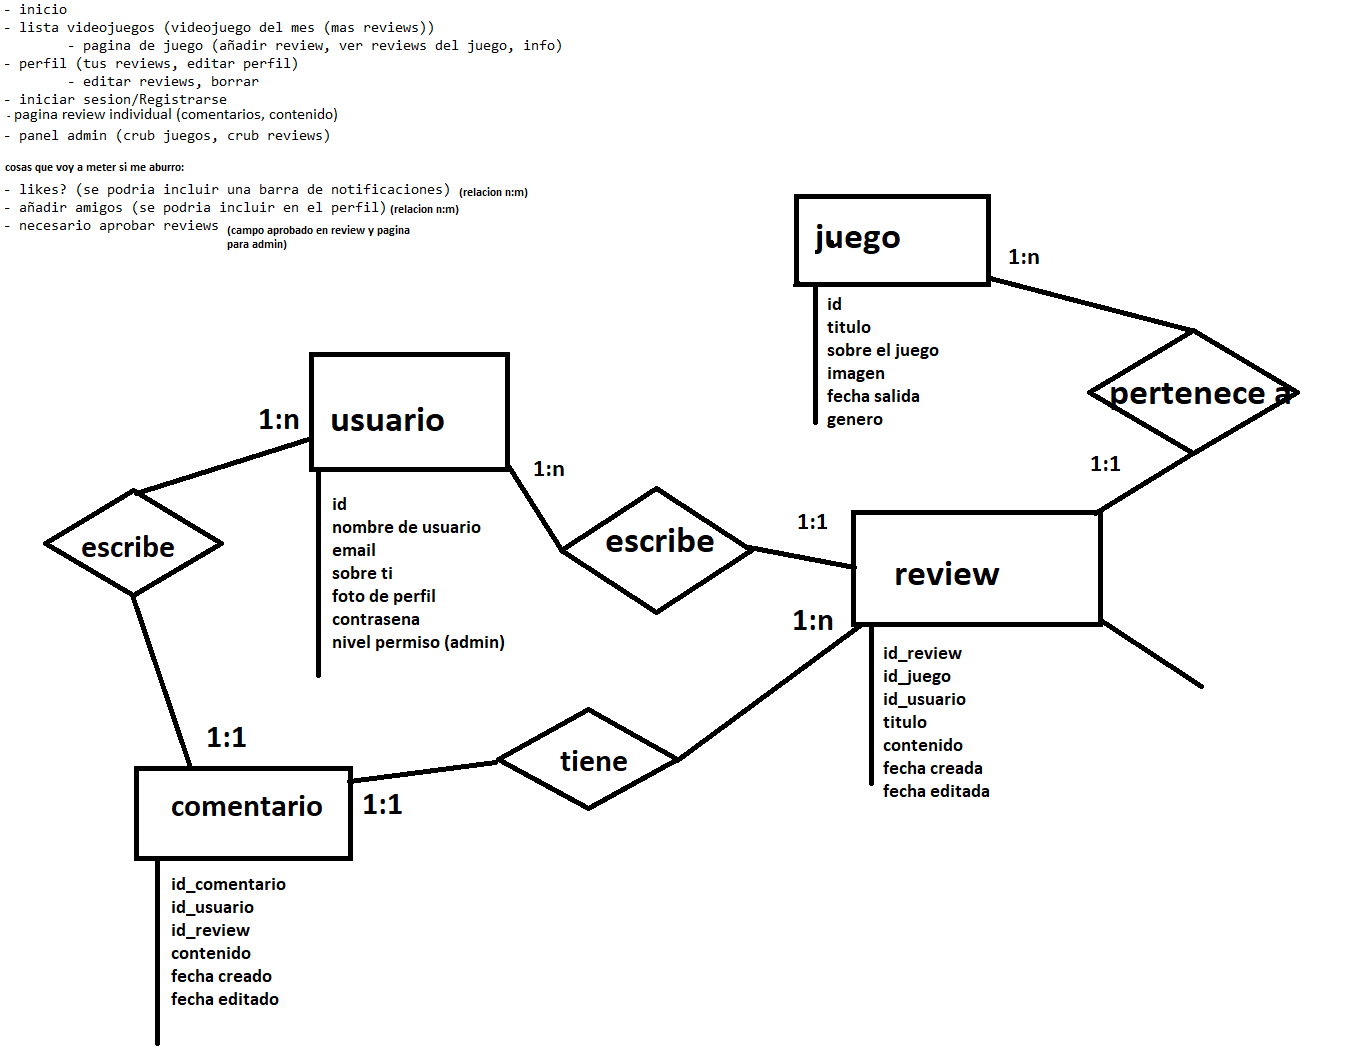 - inicio
- lista videojuegos (videojuego del mes (mas reviews))
- pagina de juego (añadir review, ver reviews del juego, info)
- perfil (tus reviews, editar perfil)
- editar reviews, borrar
- iniciar sesion/Registrarse
- pagina review individual (comentarios, contenido)
- panel admin (crub juegos, crub reviews)
cosas que voy a meter si me aburro:
- likes? (se podria incluir una barra de notificaciones) (relacion n:m)
- añadir amigos (se podria incluir en el perfil) (relacion n:m)
- necesario aprobar reviews (campo aprobado en review y pagina
para admin)
juego
1:n
id
titulo
sobre el juego
imagen
fecha salida
genero
pertenece a
1:1
usuario
1:n
1:n
id
nombre de usuario
email
sobre ti
foto de perfil
contrasena
nivel permiso (admin)
escribe
escribe
1:1
review
1:n
id_review
id_juego
id_usuario
titulo
contenido
fecha creada
fecha editada
1:1
tiene
comentario
1:1
id_comentario
id_usuario
id_review
contenido
fecha creado
fecha editado